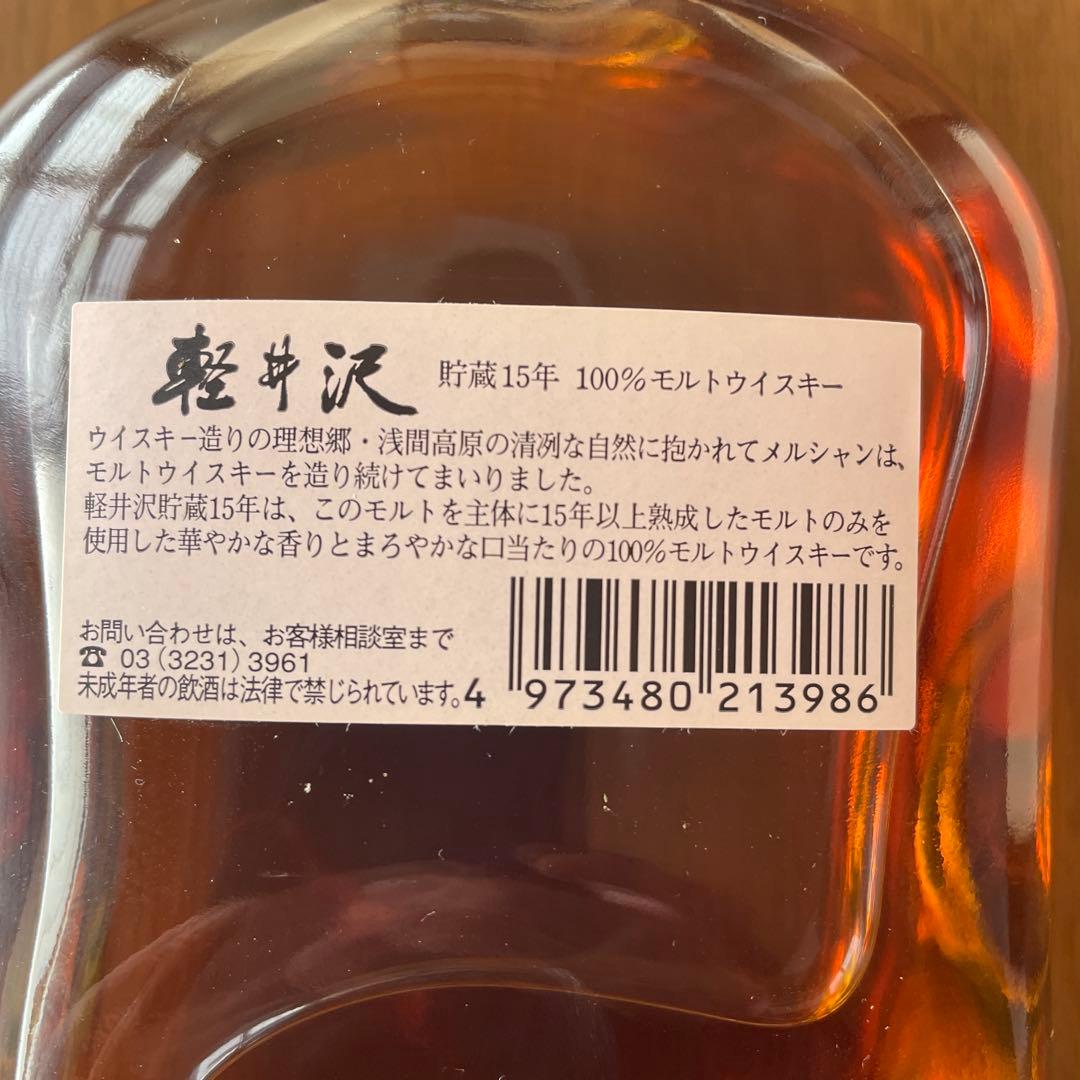 軽井沢 貯蔵15年 100%モルトウイスキー
ウイスキー造りの理想郷・浅間高原の清冽な自然に抱かれてメルシャンは、
モルトウイスキーを造り続けてまいりました。
軽井沢貯蔵15年は、このモルトを主体に15年以上熟成したモルトのみを
使用した華やかな香りとまろやかな口当たりの100%モルトウイスキーです。
お問い合わせは、お客様相談室まで
☎ 03(3231)3961
未成年者の飲酒は法律で禁じられています。
4 973480 213986